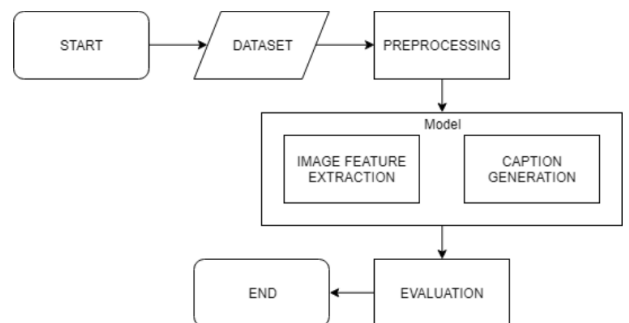 START
DATASET
PREPROCESSING
Model
IMAGE FEATURE
EXTRACTION
CAPTION
GENERATION
END
EVALUATION